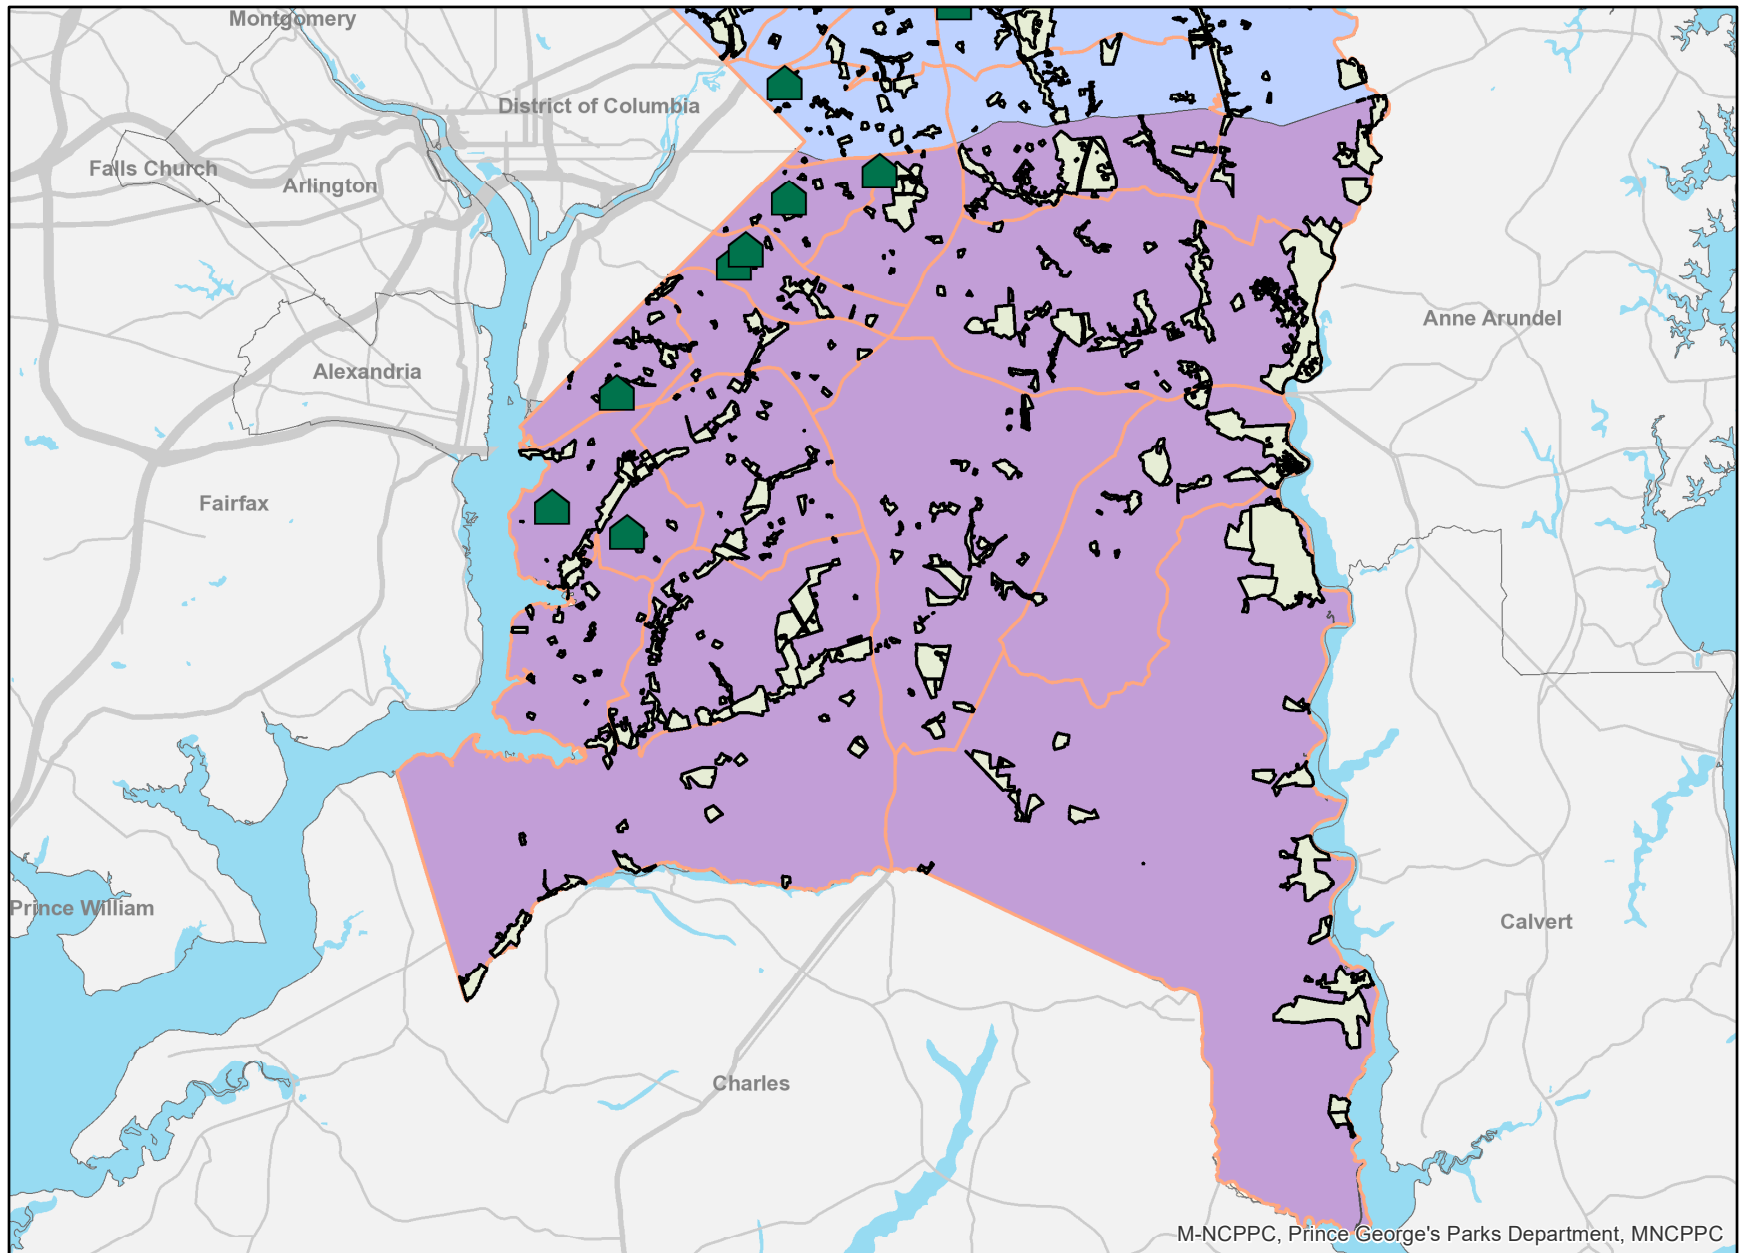 Montgomery
District of Columbia
Falls Church
Arlington
Anne Arundel
Alexandria
Fairfax
Prince William
Calvert
Charles
M-NCPPC, Prince George's Parks Department, MNCPPC